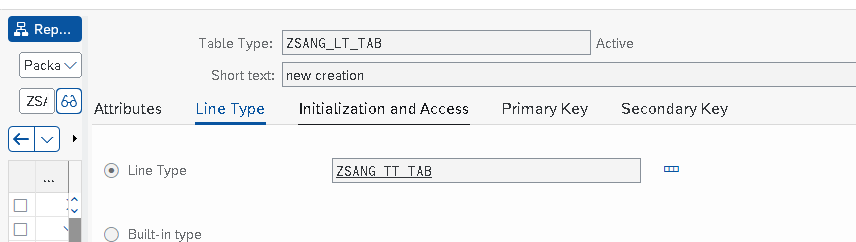 Rep...
Table Type: ZSANG_LT_TAB Active
Packa
Short text: new creation
ZSA
Attributes Line Type Initialization and Access Primary Key Secondary Key
Line Type ZSANG_TT_TAB
...
Built-in type